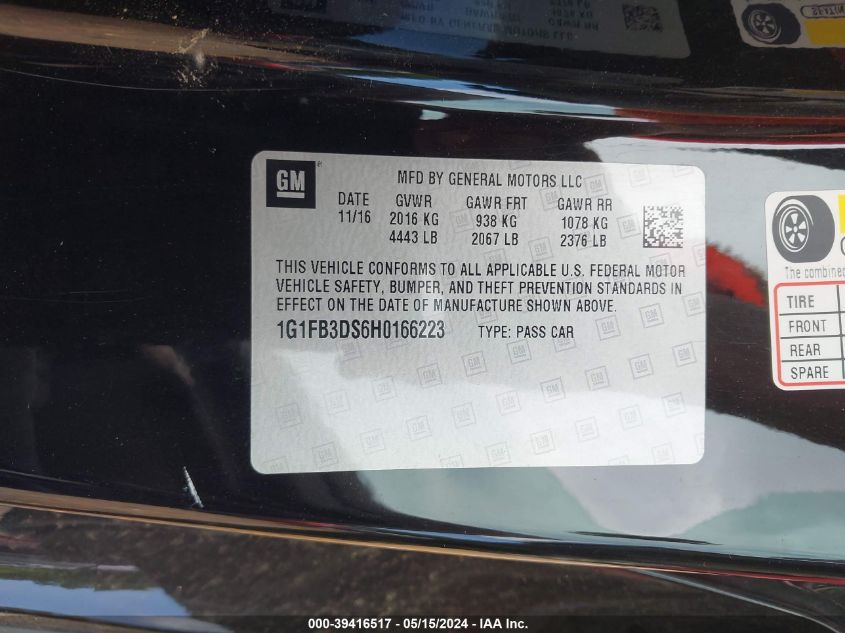 GM
MFD BY GENERAL MOTORS LLC
DATE GVWR GAWR FRT GAWR RR
11/16 2016 KG 938 KG 1078 KG
4443 LB 2067 LB 2376 LB
THIS VEHICLE CONFORMS TO ALL APPLICABLE U.S. FEDERAL MOTOR
VEHICLE SAFETY, BUMPER, AND THEFT PREVENTION STANDARDS IN
EFFECT ON THE DATE OF MANUFACTURE SHOWN ABOVE.
1G1FB3DS6H0166223 TYPE: PASS CAR
The combined
TIRE
FRONT
REAR
SPARE
000-39416517 - 05/15/2024 - IAA Inc.